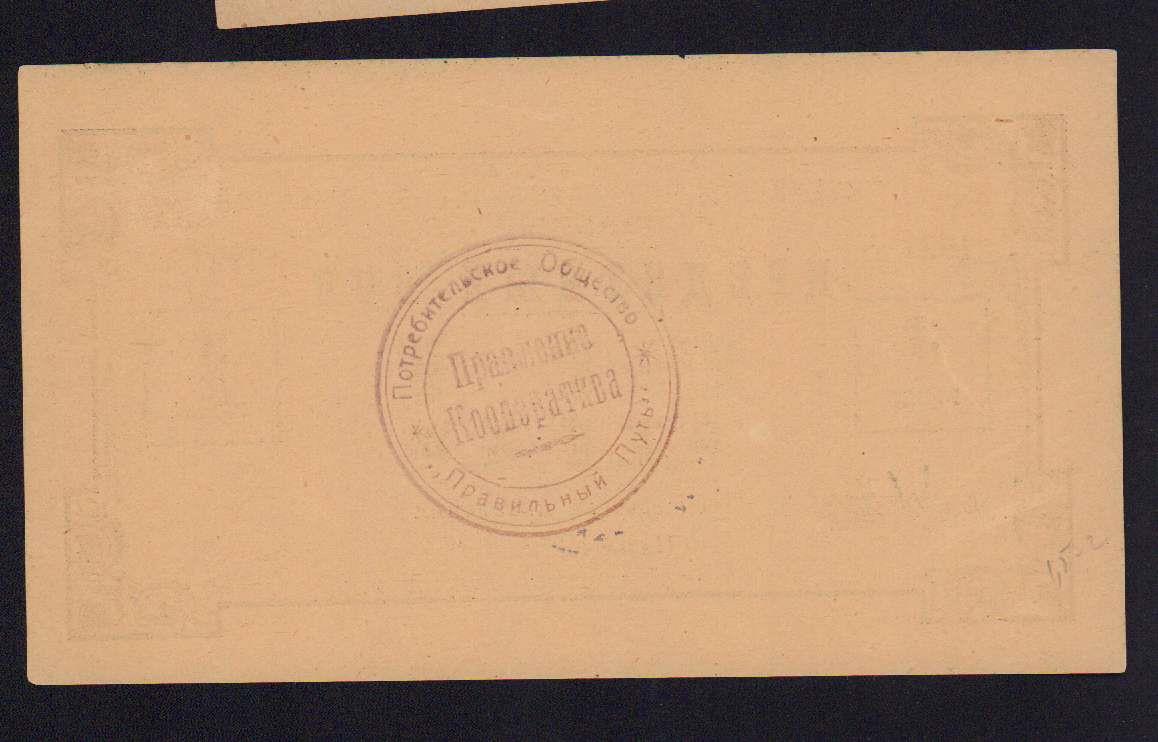 Потребительское Общество
Правление
Кооператива
* „Правильный Путь" *